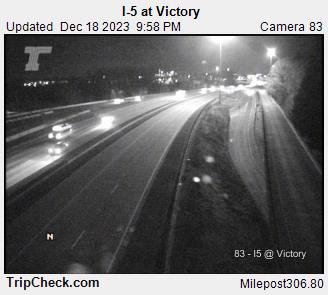 I-5 at Victory
Updated Dec 18 2023 9:58 PM Camera 83
T
N
83 - I5 @ Victory
TripCheck.com Milepost306.80